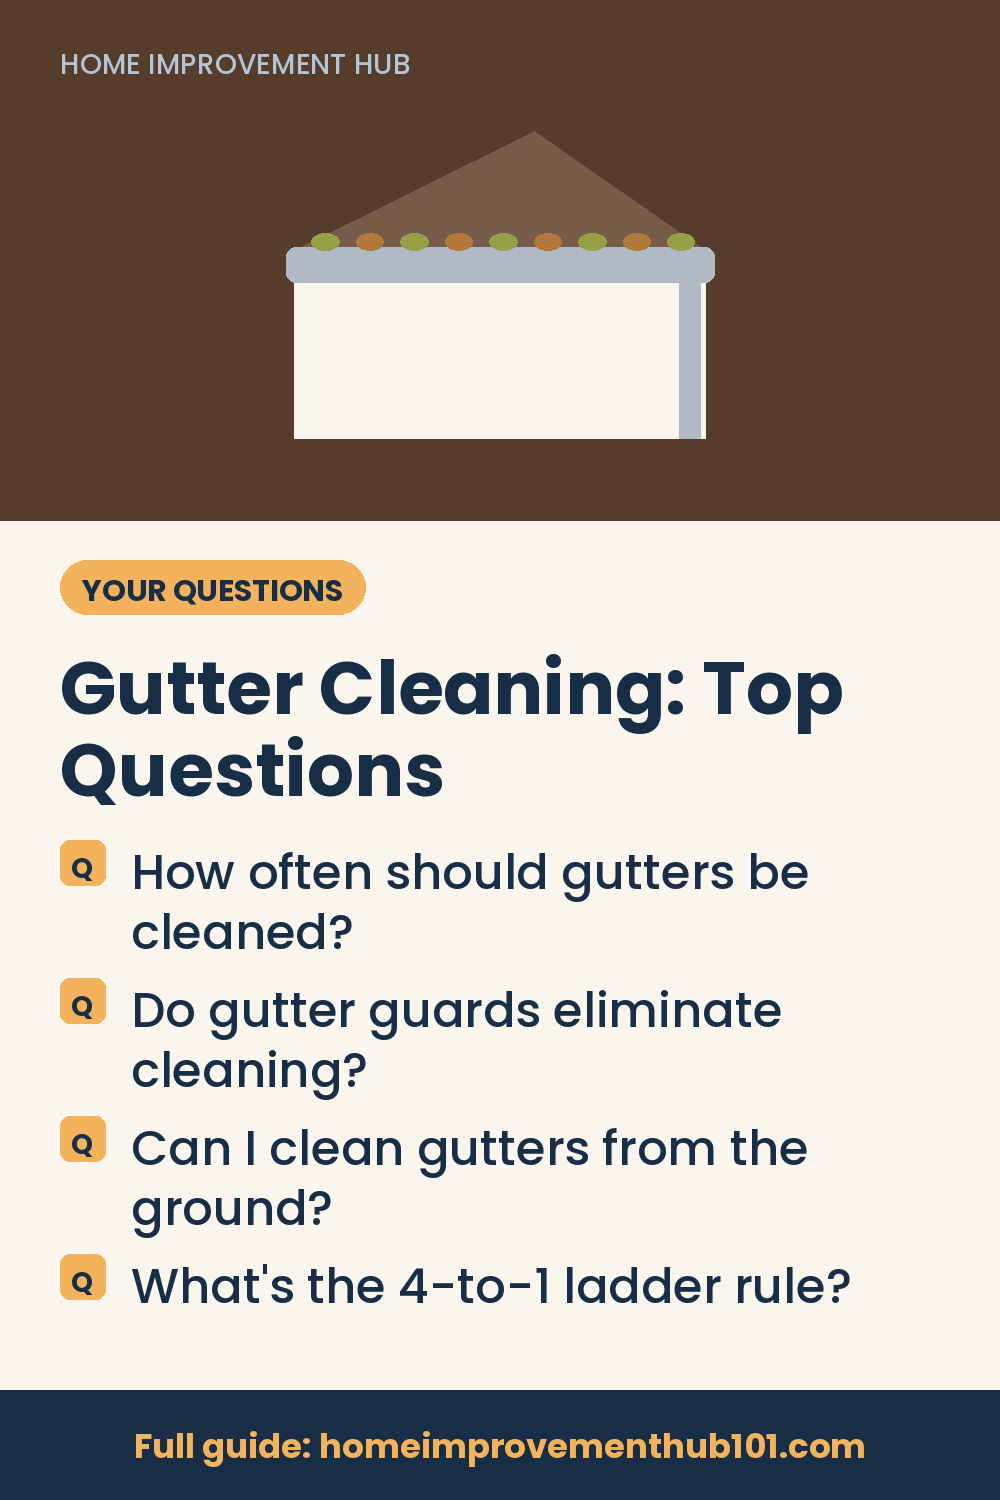 HOME IMPROVEMENT HUB
YOUR QUESTIONS
Gutter Cleaning: Top
Questions
Q How often should gutters be
cleaned?
Q Do gutter guards eliminate
cleaning?
Q Can I clean gutters from the
ground?
Q What's the 4-to-1 ladder rule?
Full guide: homeimprovementhub101.com